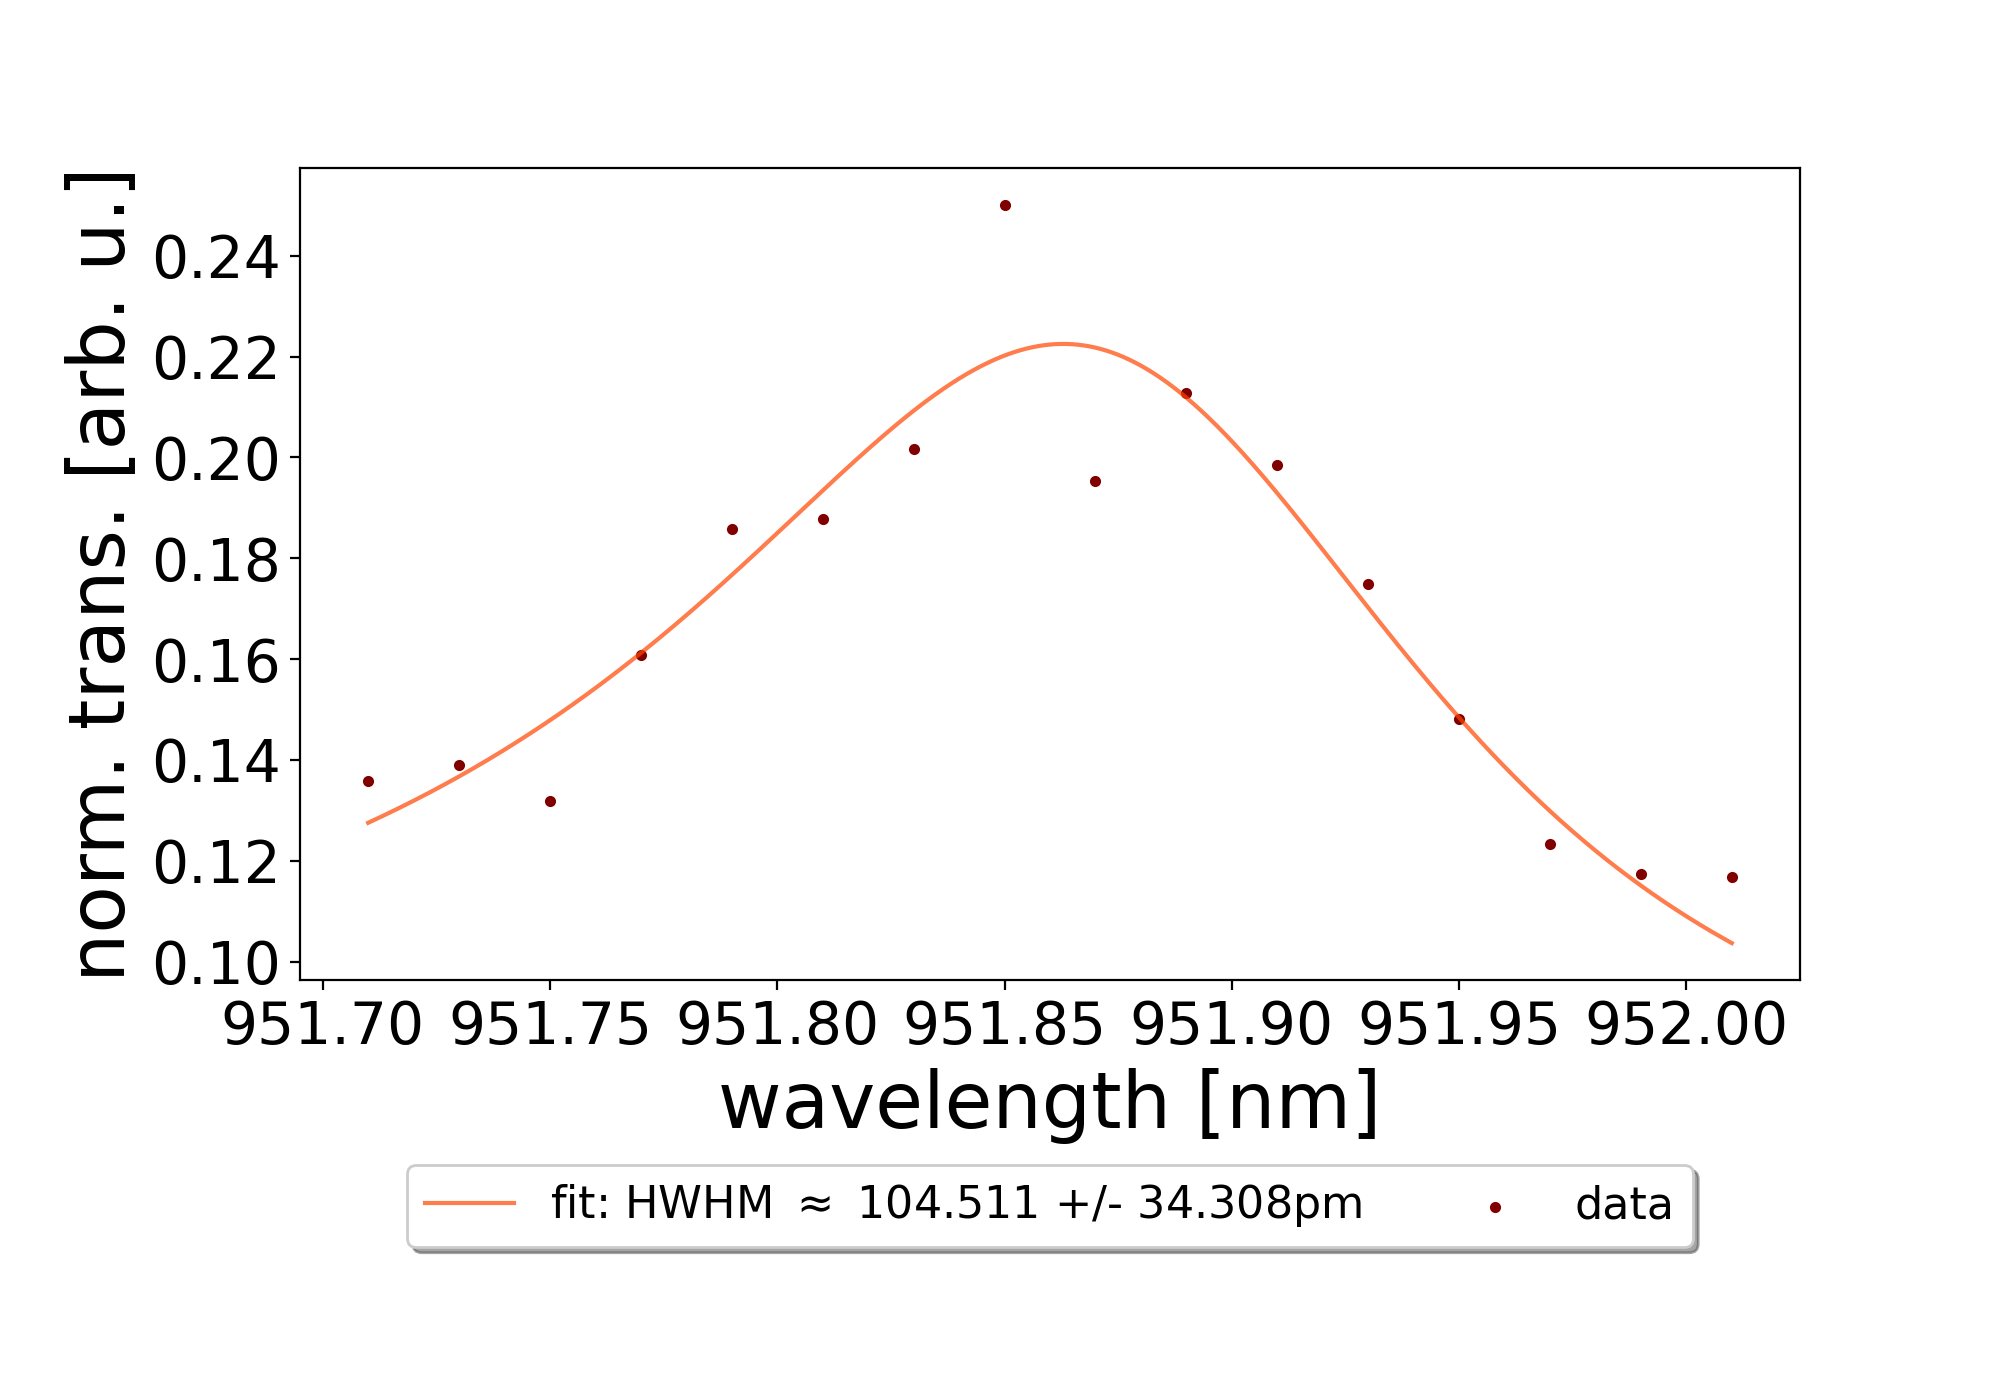 norm. trans. [arb. u.]
0.24
0.22
0.20
0.18
0.16
0.14
0.12
0.10
951.70 951.75 951.80 951.85 951.90 951.95 952.00
wavelength [nm]
fit: HWHM ≈ 104.511 +/- 34.308pm data